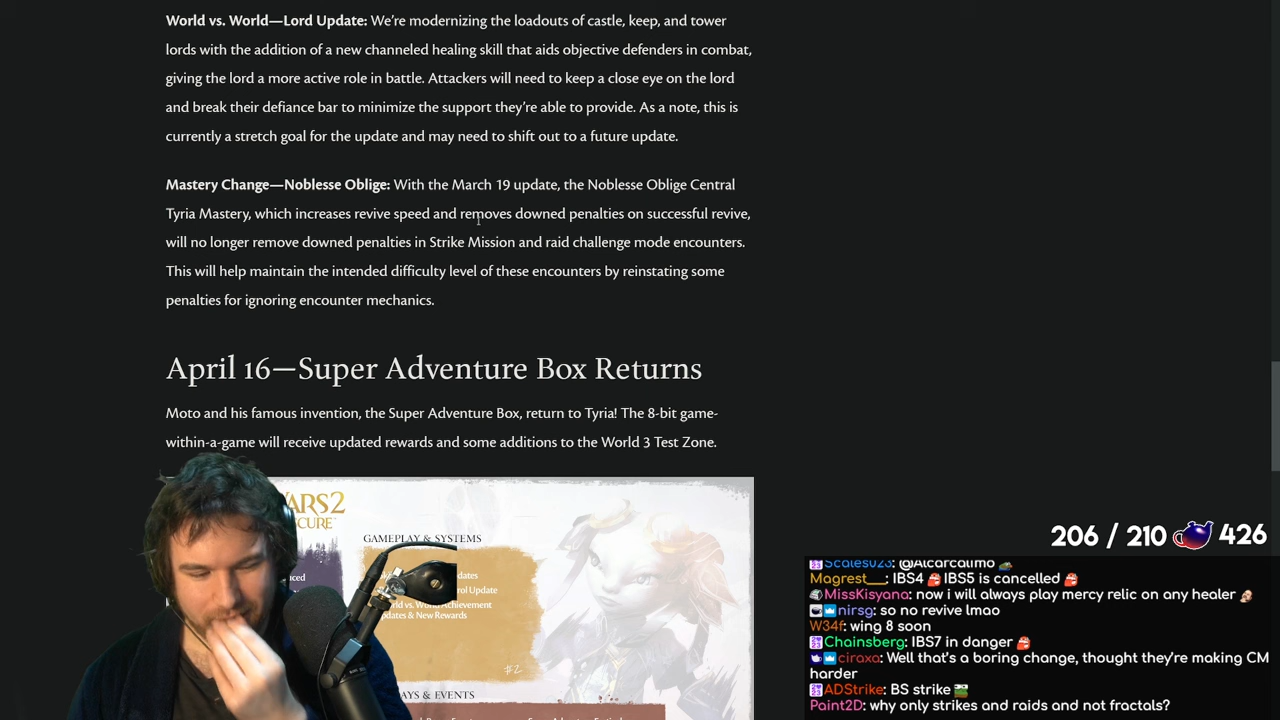 World vs. World—Lord Update: We're modernizing the loadouts of castle, keep, and tower
lords with the addition of a new channeled healing skill that aids objective defenders in combat,
giving the lord a more active role in battle. Attackers will need to keep a close eye on the lord
and break their defiance bar to minimize the support they're able to provide. As a note, this is
currently a stretch goal for the update and may need to shift out to a future update.
Mastery Change—Noblesse Oblige: With the March 19 update, the Noblesse Oblige Central
Tyria Mastery, which increases revive speed and removes downed penalties on successful revive,
will no longer remove downed penalties in Strike Mission and raid challenge mode encounters.
This will help maintain the intended difficulty level of these encounters by reinstating some
penalties for ignoring encounter mechanics.
April 16—Super Adventure Box Returns
Moto and his famous invention, the Super Adventure Box, return to Tyria! The 8-bit game-
within-a-game will receive updated rewards and some additions to the World 3 Test Zone.
GAMEPLAY & SYSTEMS
World vs. World Achievement
Updates & New Rewards
#2
& EVENTS
206 / 210 426
Scales023: @Alcarcalimo
Magrest__: IBS4 IBS5 is cancelled
MissKisyana: now i will always play mercy relic on any healer
nirsg: so no revive lmao
W34f: wing 8 soon
Chainsberg: IBS7 in danger
ciraxa: Well that's a boring change, thought they're making CM
harder
ADStrike: BS strike
Paint2D: why only strikes and raids and not fractals?